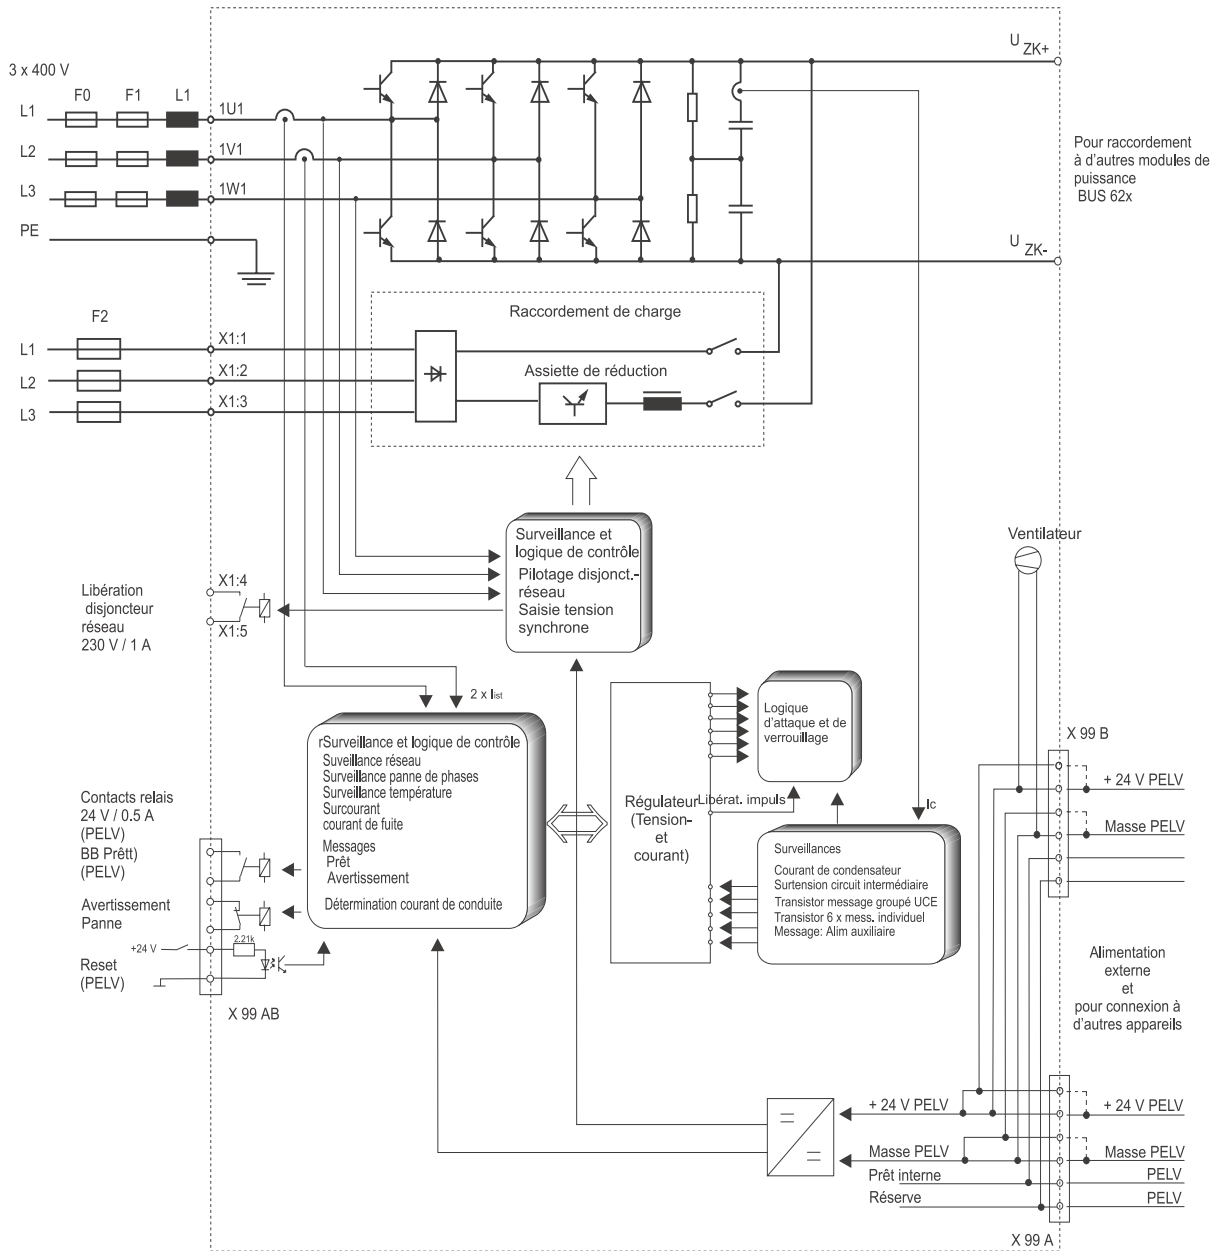 U ZK+
3 x 400 V
F0
F1
L1
L1
1U1
L2
1V1
L3
1W1
PE
Pour raccordement
à d'autres modules de
puissance
BUS 62x
U ZK-
F2
Raccordement de charge
L1
X1:1
L2
X1:2
L3
X1:3
Assiette de réduction
Surveillance et
logique de contrôle
Pilotage disjonct.-
réseau
Saisie tension
synchrone
Ventilateur
Libération
disjoncteur
réseau
230 V / 1 A
X1:4
X1:5
2 x Iist
rSurveillance et logique de contrôle
Suveillance réseau
Surveillance panne de phases
Surveillance température
Surcourant
courant de fuite
Messages
Prêt
Avertissement
Détermination courant de conduite
Régulateur
(Tension-
et
courant)
Logique
d'attaque et de
verrouillage
Libérat. impuls
Ic
Surveillances
Courant de condensateur
Surtension circuit intermédiaire
Transistor message groupé UCE
Transistor 6 x mess. individuel
Message: Alim auxiliaire
X 99 B
+ 24 V PELV
Masse PELV
Contacts relais
24 V / 0.5 A
(PELV)
BB Prêtt)
(PELV)
Avertissement
Panne
+24 V
2.21k
Reset
(PELV)
X 99 AB
Alimentation
externe
et
pour connexion à
d'autres appareils
+ 24 V PELV
+ 24 V PELV
Masse PELV
Masse PELV
Prêt interne
PELV
Réserve
PELV
X 99 A